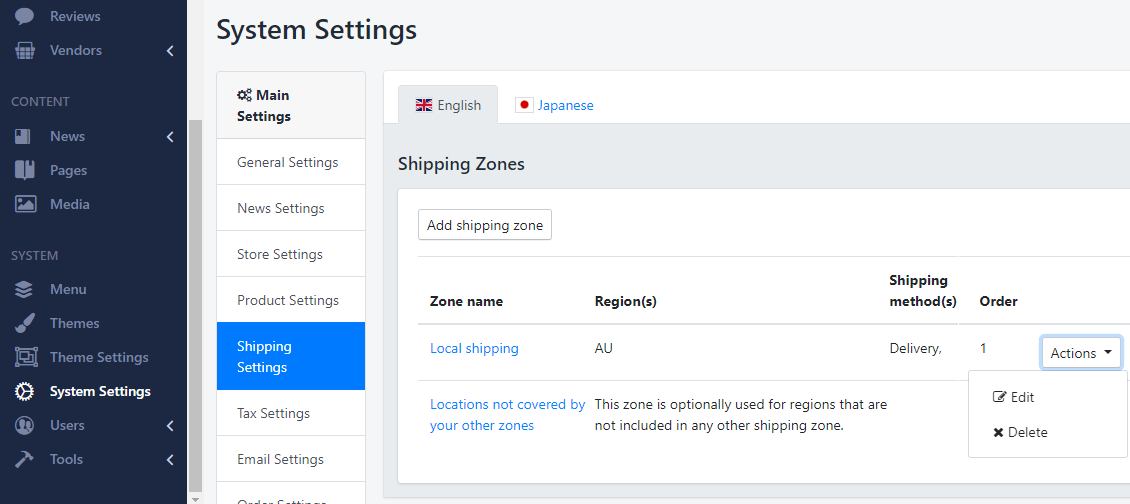 Reviews
Vendors
CONTENT
News
Pages
Media
SYSTEM
Menu
Themes
Theme Settings
System Settings
Users
Tools
System Settings
Main
Settings
General Settings
News Settings
Store Settings
Product Settings
Shipping
Settings
Tax Settings
Email Settings
Order Settings
English
Japanese
Shipping Zones
Add shipping zone
Zone name
Region(s)
Shipping
method(s)
Order
Local shipping
AU
Delivery,
1
Actions
Edit
Delete
Locations not covered by
your other zones
This zone is optionally used for regions that are
not included in any other shipping zone.